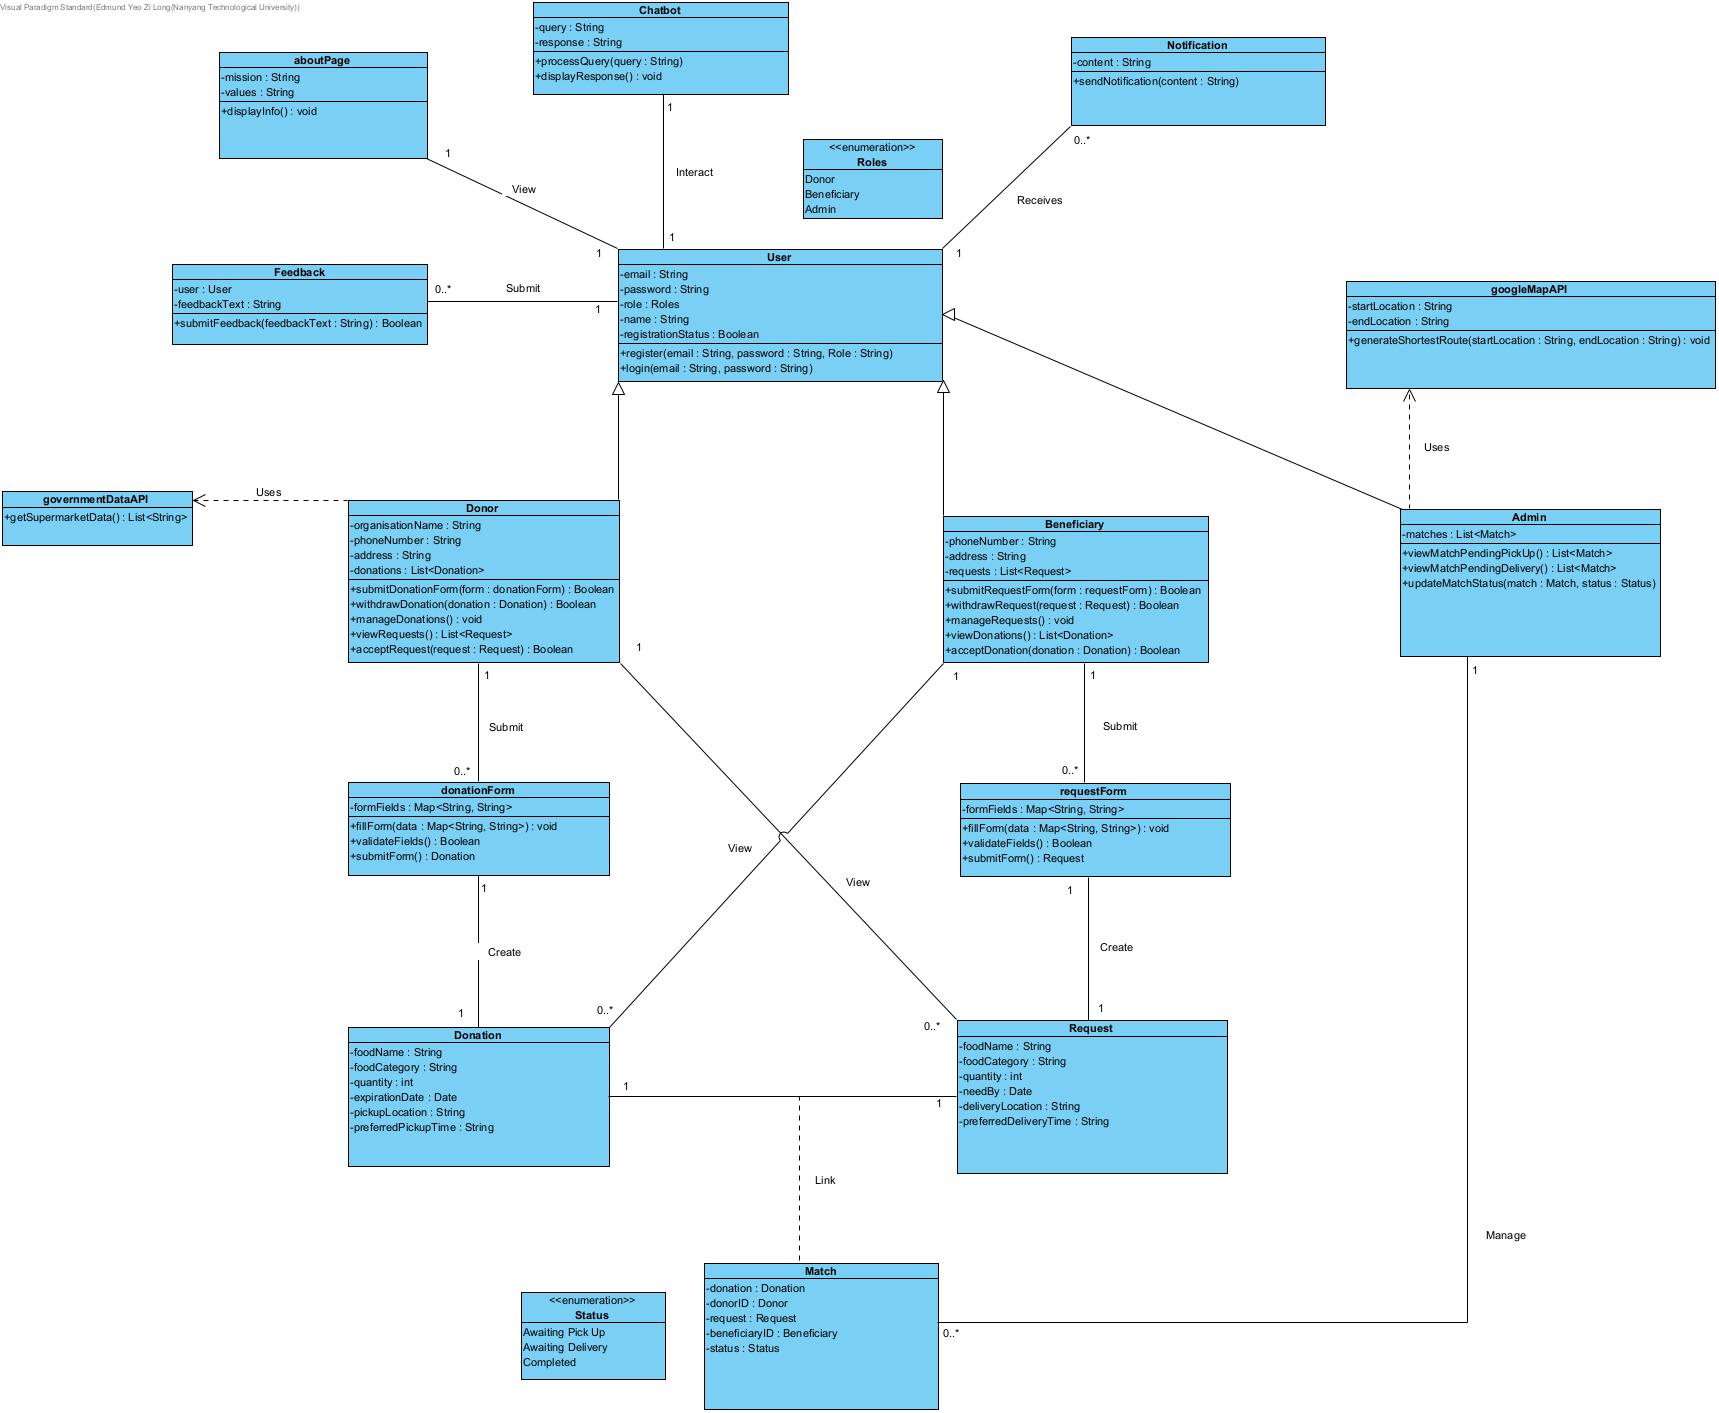 Visual Paradigm Standard(Edmund Yeo Zi Long(Nanyang Technological University))
Chatbot
-query : String
-response : String
+processQuery(query : String)
+displayResponse() : void
1
Interact
1
aboutPage
-mission : String
-values : String
+displayInfo() : void
1
View
1
Notification
-content : String
+sendNotification(content : String)
0..*
Receives
1
<<enumeration>>
Roles
Donor
Beneficiary
Admin
Feedback
-user : User
-feedbackText : String
+submitFeedback(feedbackText : String) : Boolean
0..*
Submit
1
User
-email : String
-password : String
-role : Roles
-name : String
-registrationStatus : Boolean
+register(email : String, password : String, Role : String)
+login(email : String, password : String)
googleMapAPI
-startLocation : String
-endLocation : String
+generateShortestRoute(startLocation : String, endLocation : String) : void
Uses
governmentDataAPI
+getSupermarketData() : List<String>
Uses
Donor
-organisationName : String
-phoneNumber : String
-address : String
-donations : List<Donation>
+submitDonationForm(form : donationForm) : Boolean
+withdrawDonation(donation : Donation) : Boolean
+manageDonations() : void
+viewRequests() : List<Request>
+acceptRequest(request : Request) : Boolean
1
1
Beneficiary
-phoneNumber : String
-address : String
-requests : List<Request>
+submitRequestForm(form : requestForm) : Boolean
+withdrawRequest(request : Request) : Boolean
+manageRequests() : void
+viewDonations() : List<Donation>
+acceptDonation(donation : Donation) : Boolean
1
1
Admin
-matches : List<Match>
+viewMatchPendingPickUp() : List<Match>
+viewMatchPendingDelivery() : List<Match>
+updateMatchStatus(match : Match, status : Status)
1
Submit
0..*
Submit
0..*
donationForm
-formFields : Map<String, String>
+fillForm(data : Map<String, String>) : void
+validateFields() : Boolean
+submitForm() : Donation
1
Create
1
View
View
requestForm
-formFields : Map<String, String>
+fillForm(data : Map<String, String>) : void
+validateFields() : Boolean
+submitForm() : Request
1
Create
1
0..*
0..*
Donation
-foodName : String
-foodCategory : String
-quantity : int
-expirationDate : Date
-pickupLocation : String
-preferredPickupTime : String
1
1
Request
-foodName : String
-foodCategory : String
-quantity : int
-needBy : Date
-deliveryLocation : String
-preferredDeliveryTime : String
Link
Manage
<<enumeration>>
Status
Awaiting Pick Up
Awaiting Delivery
Completed
Match
-donation : Donation
-donorID : Donor
-request : Request
-beneficiaryID : Beneficiary
-status : Status
0..*